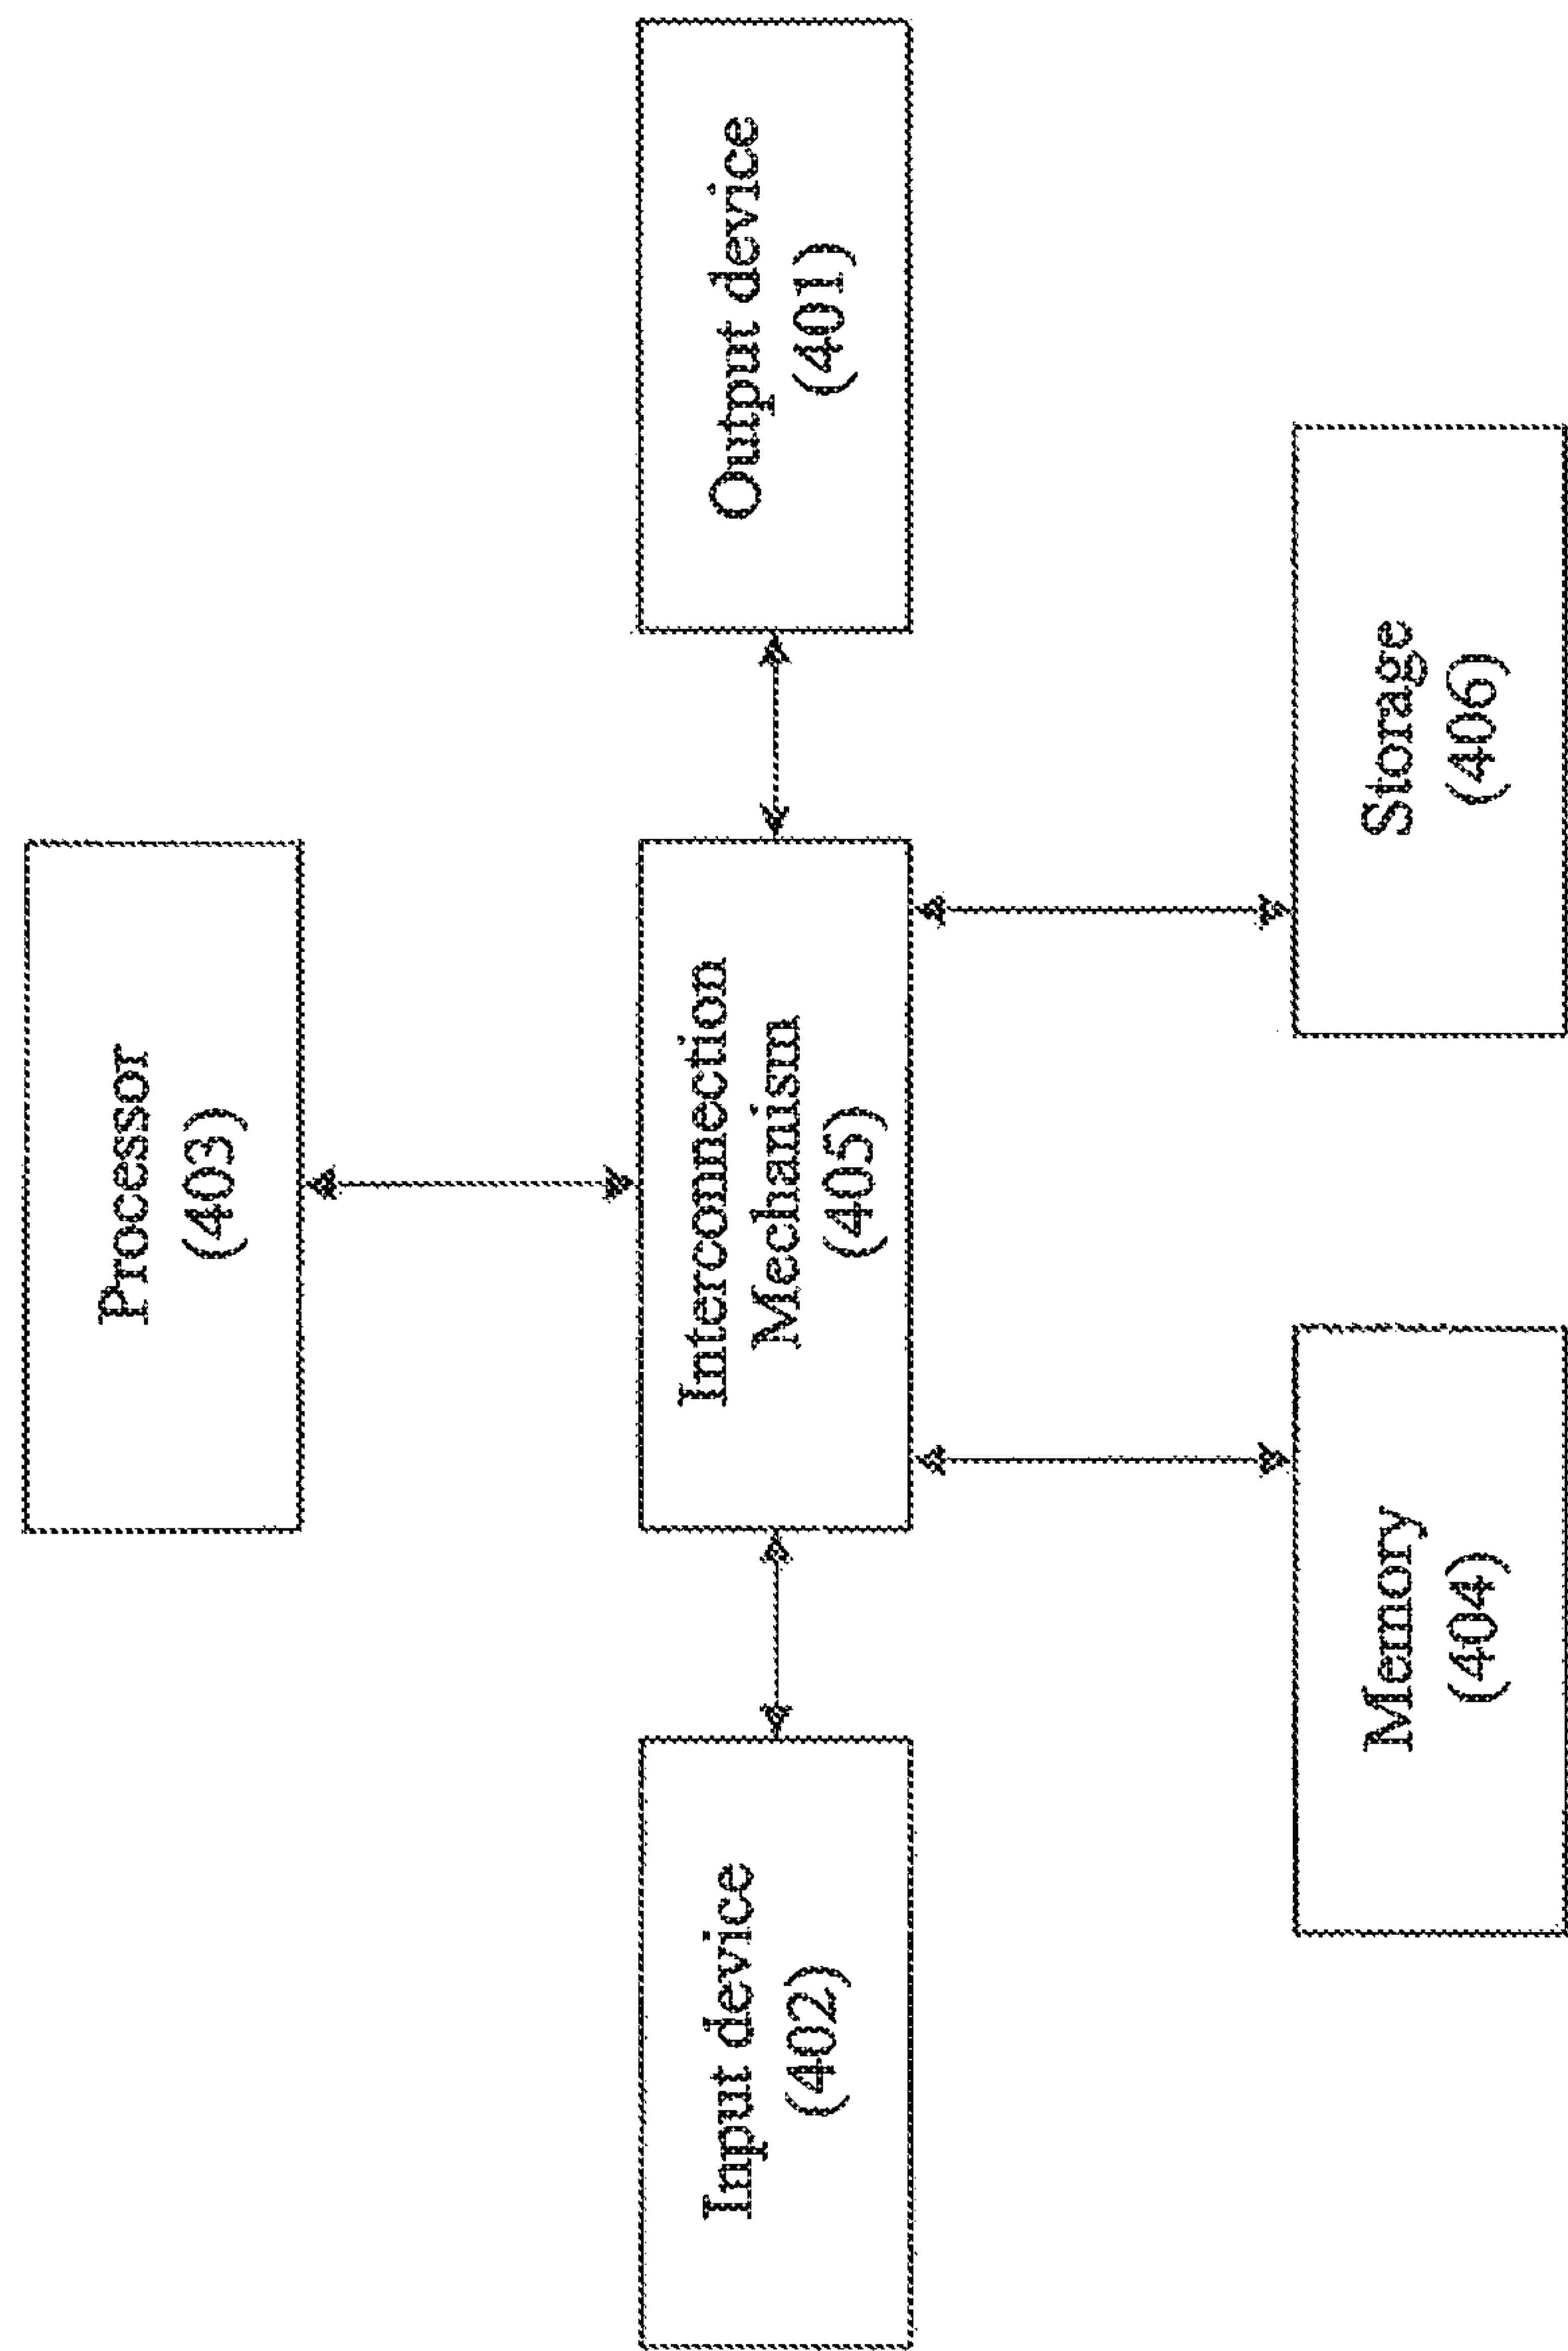 Processor
(403)
Input device
(402)
Interconnection
Mechanism
(405)
Output device
(401)
Memory
(404)
Storage
(406)